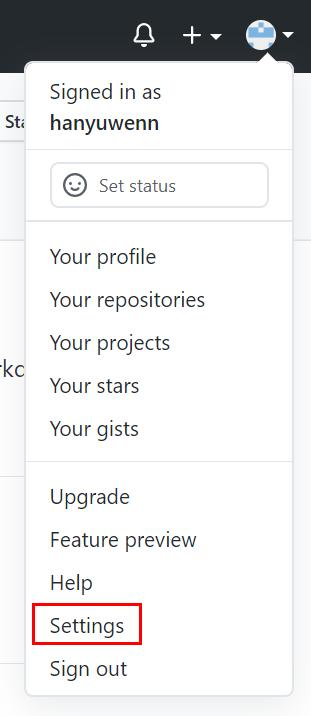 Signed in as
hanyuwenn
Set status
Your profile
Your repositories
Your projects
Your stars
Your gists
Upgrade
Feature preview
Help
Settings
Sign out